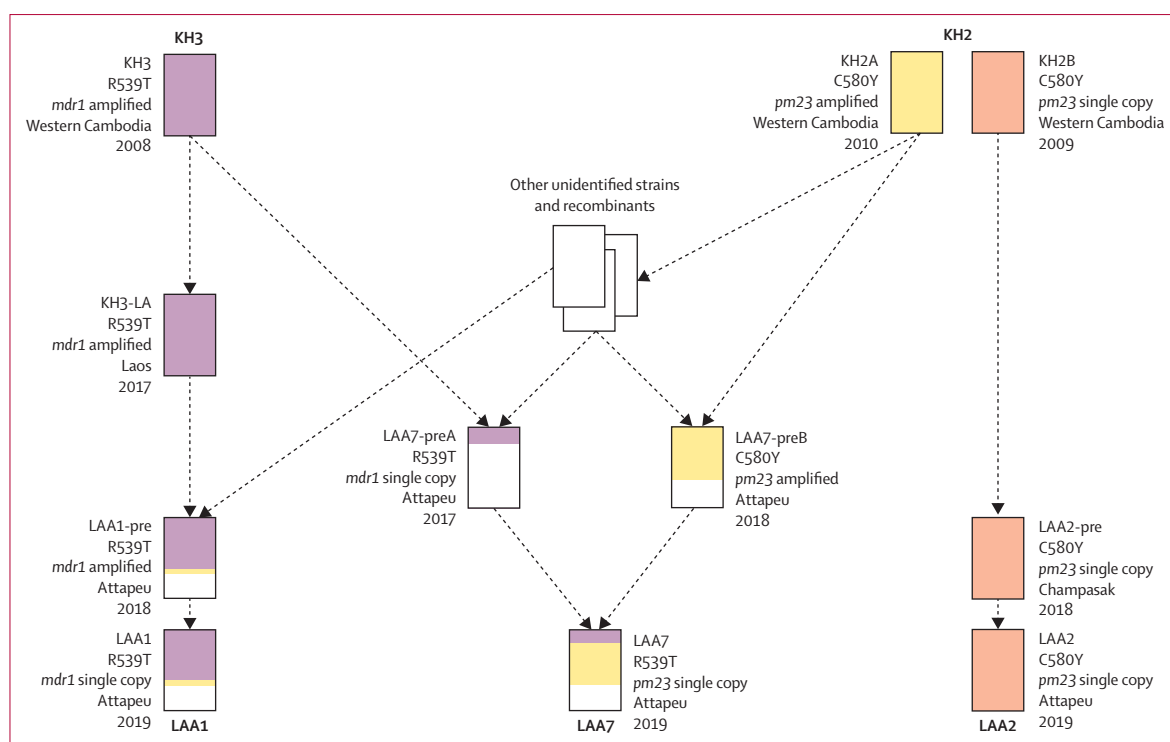 KH3
KH3
R539T
mdr1 amplified
Western Cambodia
2008
KH2
KH2A
C580Y
pm23 amplified
Western Cambodia
2010
KH2B
C580Y
pm23 single copy
Western Cambodia
2009
Other unidentified strains
and recombinants
KH3-LA
R539T
mdr1 amplified
Laos
2017
LAA7-preA
R539T
mdr1 single copy
Attapeu
2017
LAA7-preB
C580Y
pm23 amplified
Attapeu
2018
LAA1-pre
R539T
mdr1 amplified
Attapeu
2018
LAA2-pre
C580Y
pm23 single copy
Champasak
2018
LAA1
R539T
mdr1 single copy
Attapeu
2019
LAA1
LAA7
R539T
pm23 single copy
Attapeu
2019
LAA7
LAA2
C580Y
pm23 single copy
Attapeu
2019
LAA2